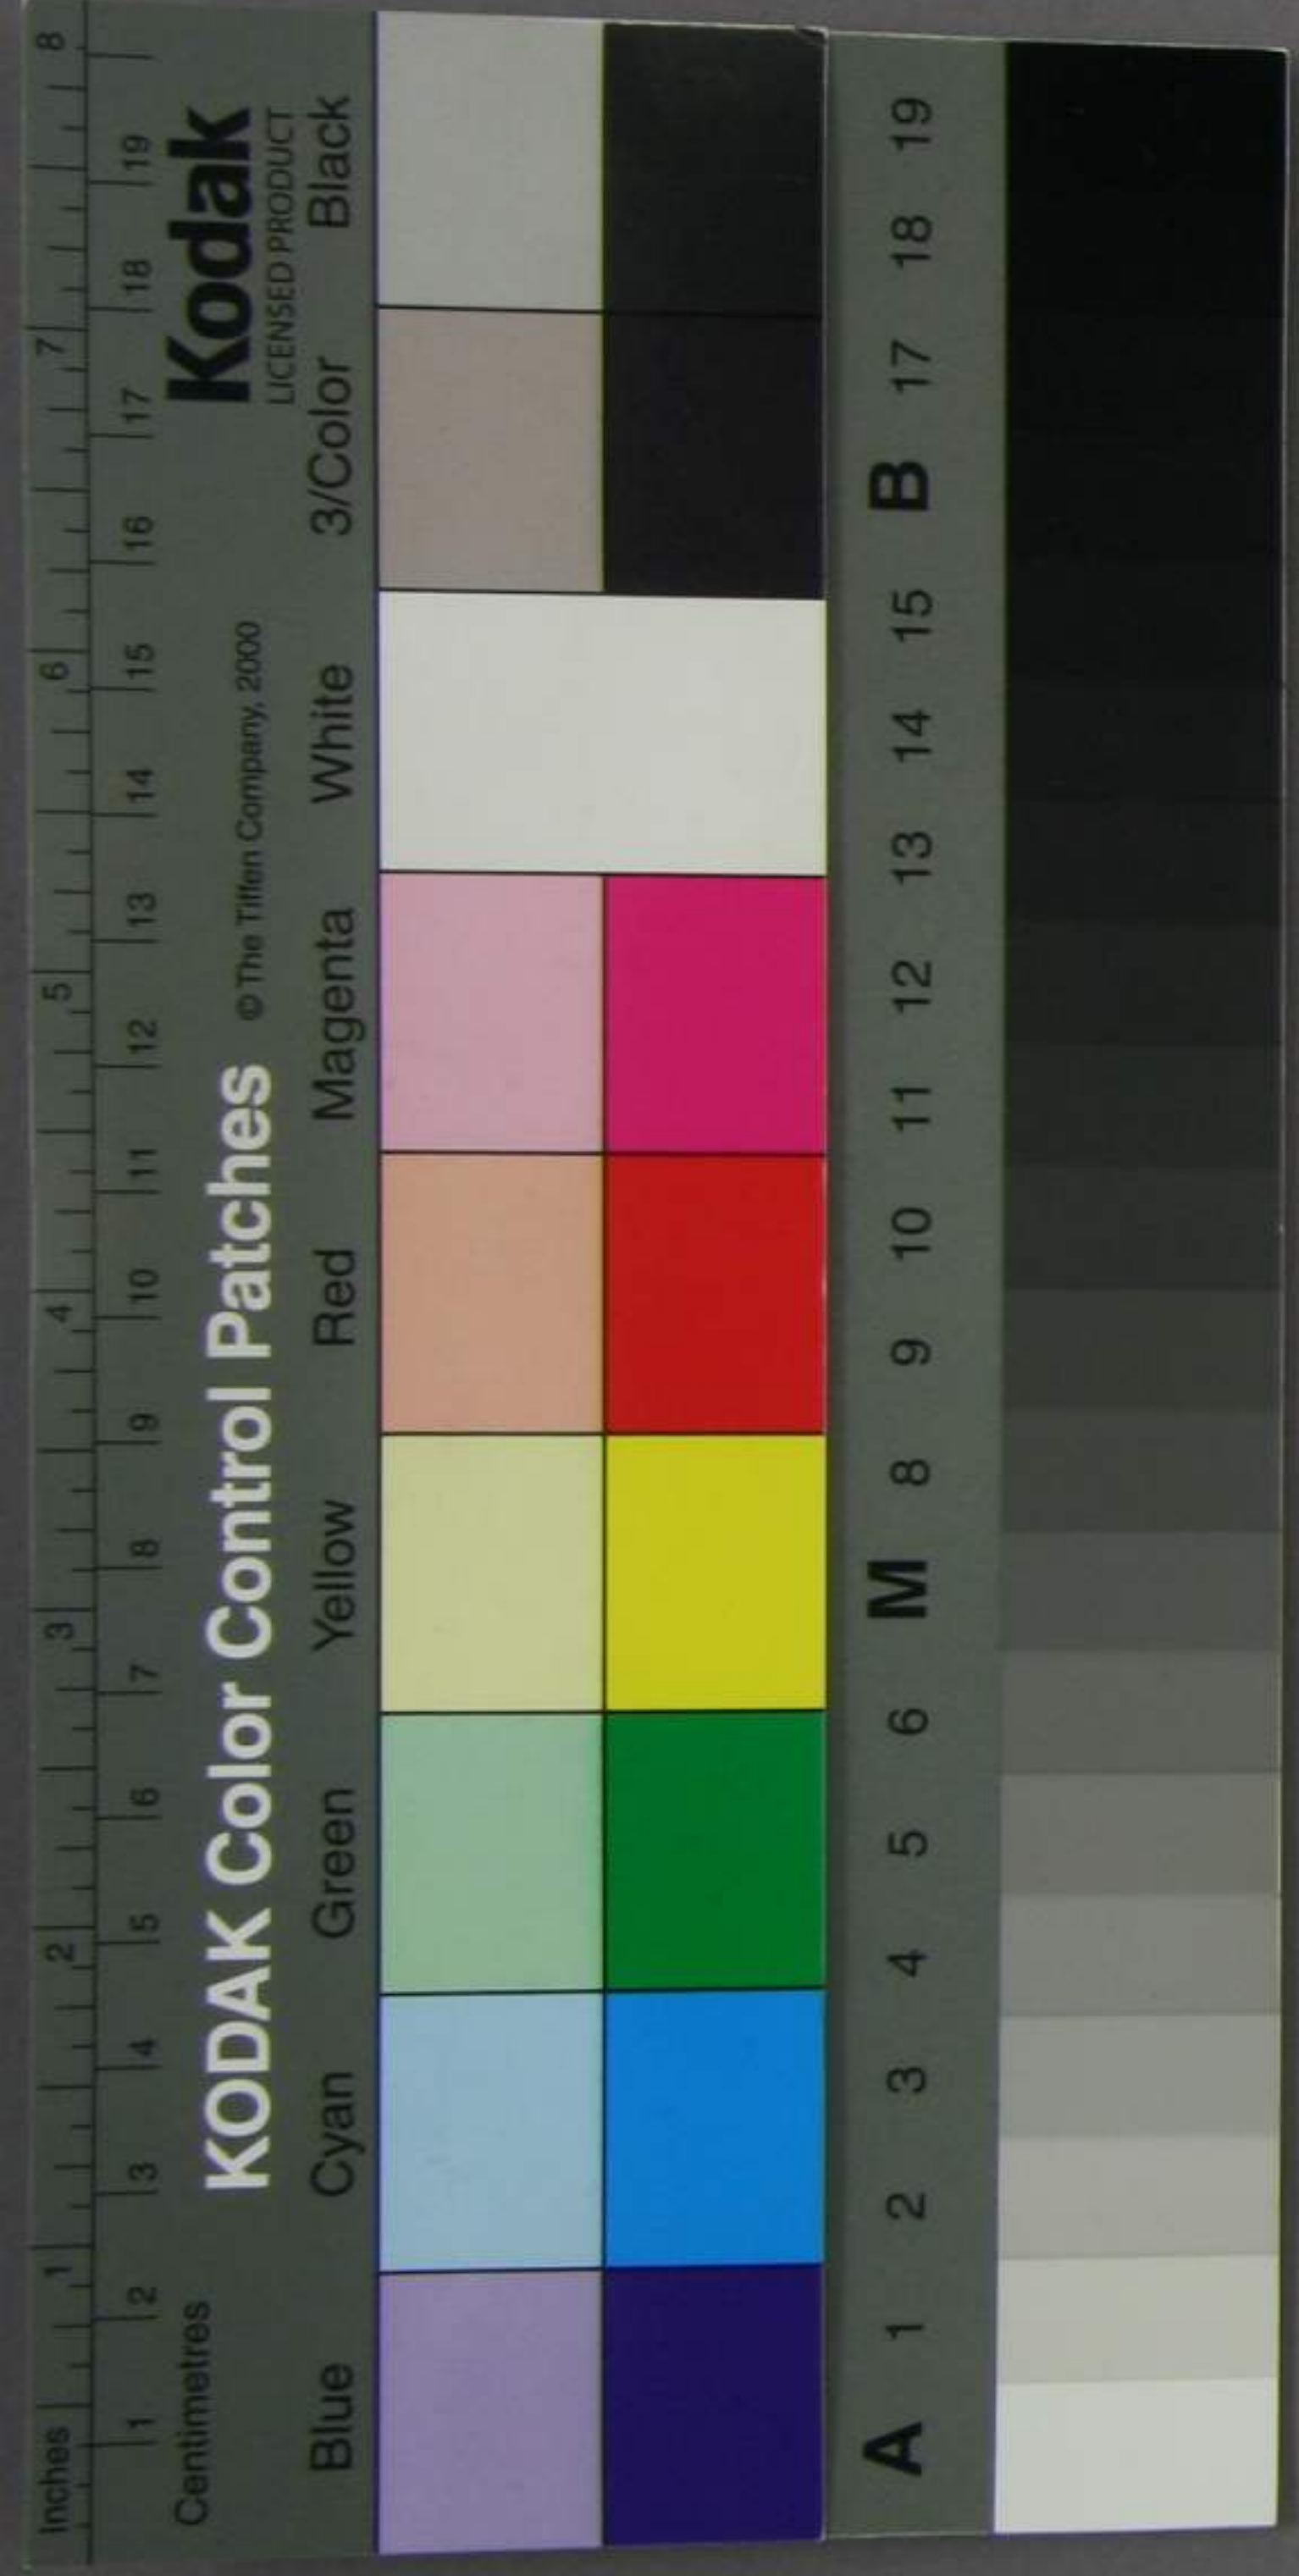 Inches 1 2 3 4 5 6 7 8
1 2 3 4 5 6 7 8 9 10 11 12 13 14 15 16 17 18 19
Centimetres
KODAK Color Control Patches © The Tiffen Company, 2000 Kodak
LICENSED PRODUCT
Blue Cyan Green Yellow Red Magenta White 3/Color Black
A 1 2 3 4 5 6 M 8 9 10 11 12 13 14 15 B 17 18 19